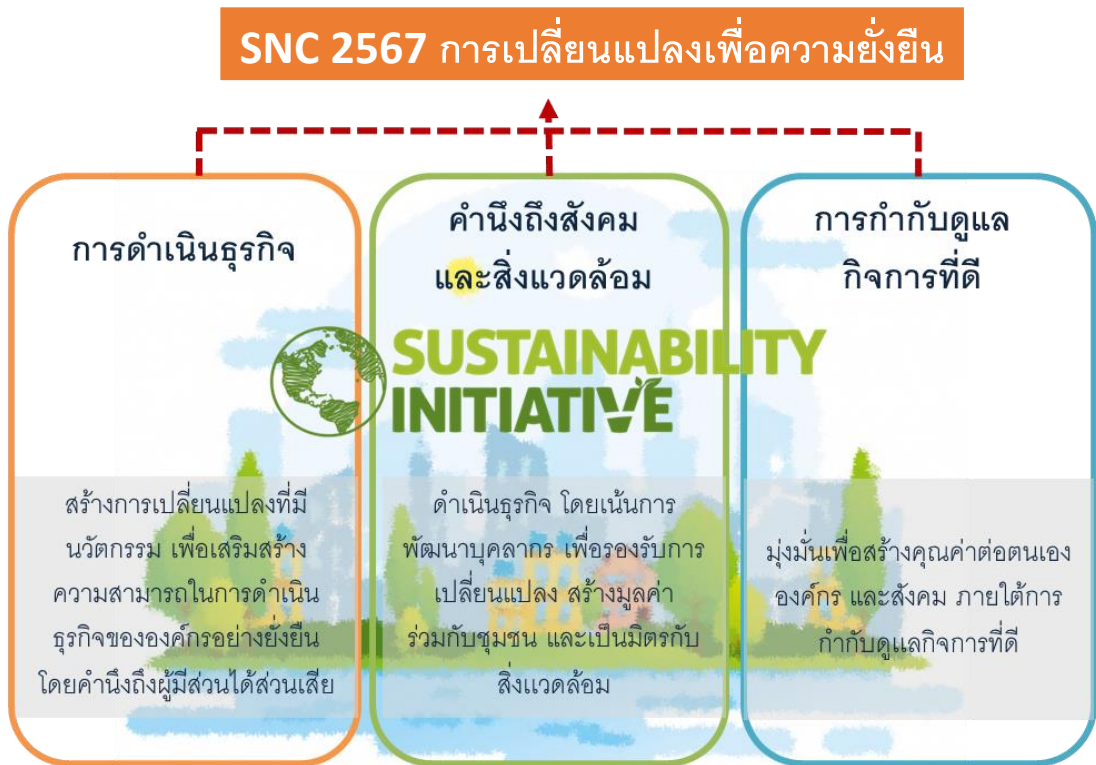 SNC 2567 การเปลี่ยนแปลงเพื่อความยั่งยืน
การดำเนินธุรกิจ
สร้างการเปลี่ยนแปลงที่มี
นวัตกรรม เพื่อเสริมสร้าง
ความสามารถในการดำเนิน
ธุรกิจขององค์กรอย่างยั่งยืน
โดยคำนึงถึงผู้มีส่วนได้ส่วนเสีย
คำนึงถึงสังคม
และสิ่งแวดล้อม
SUSTAINABILITY
INITIATIVE
ดำเนินธุรกิจ โดยเน้นการ
พัฒนาบุคลากร เพื่อรองรับการ
เปลี่ยนแปลง สร้างมูลค่า
ร่วมกับชุมชน และเป็นมิตรกับ
สิ่งแวดล้อม
การกำกับดูแล
กิจการที่ดี
มุ่งมั่นเพื่อสร้างคุณค่าต่อตนเอง
องค์กร และสังคม ภายใต้การ
กำกับดูแลกิจการที่ดี